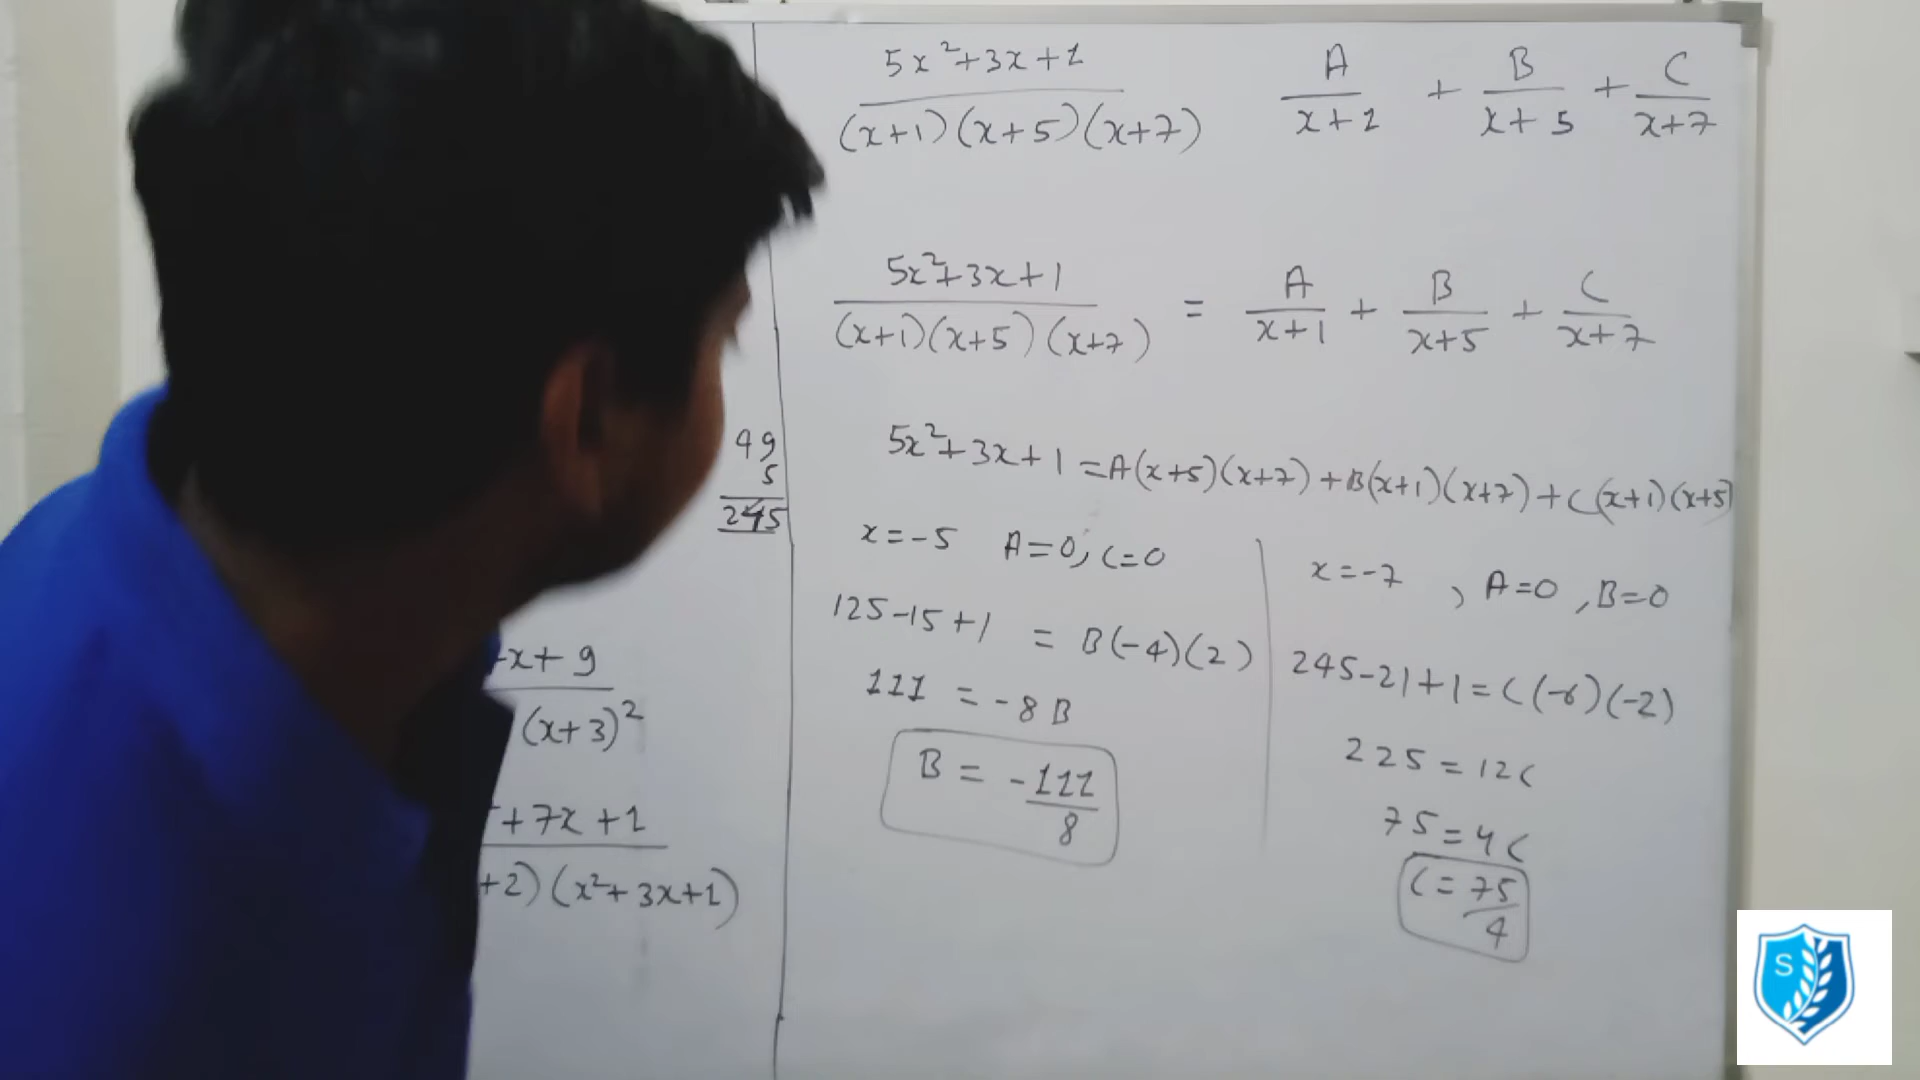 5x²+3x+1 A B C
(x+1)(x+5)(x+7) x+1 + x+5 + x+7
5x²+3x+1 = A + B + C
(x+1)(x+5)(x+7) x+1 x+5 x+7
49
5
245
5x²+3x+1 =A(x+5)(x+7)+B(x+1)(x+7)+C(x+1)(x+5)
x=-5 A=0, C=0
125-15+1 = B(-4)(2)
111 = -8B
B = -111
8
x=-7 , A=0 , B=0
245-21+1=C(-6)(-2)
225=12C
75=4C
C=75
4
x+9
(x+3)²
+7x+1
+2)(x²+3x+1)
S